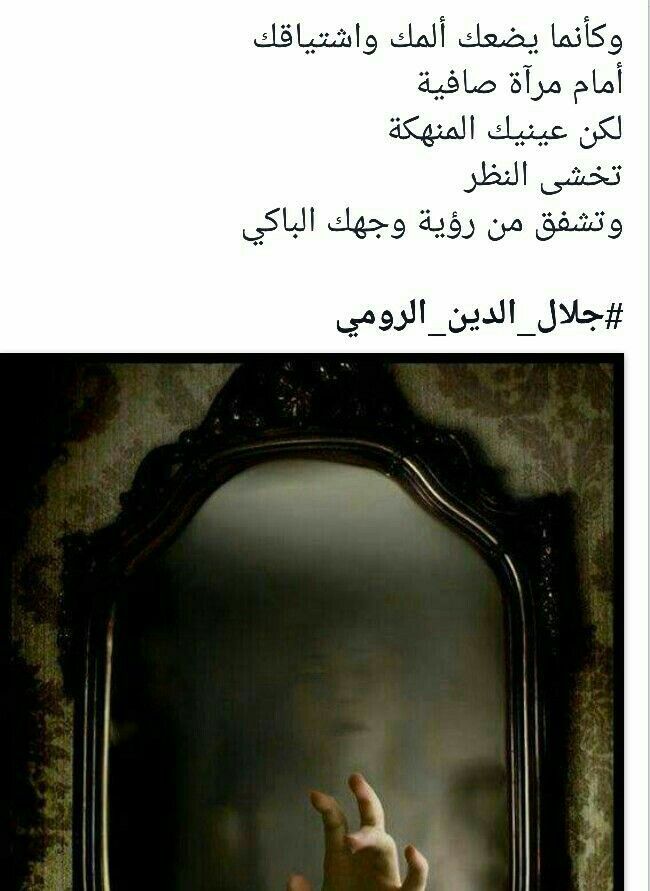 وكأنما يضعك ألمك واشتياقك
أمام مرآة صافية
لكن عينيك المنهكة
تخشى النظر
وتشفق من رؤية وجهك الباكي
#جلال_الدين_الرومي